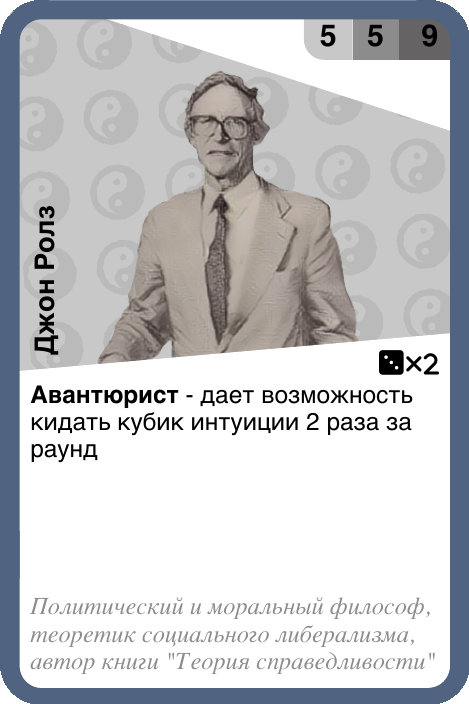 5 5 9
Джон Ролз
×2
Авантюрист - дает возможность
кидать кубик интуиции 2 раза за
раунд
Политический и моральный философ,
теоретик социального либерализма,
автор книги "Теория справедливости"